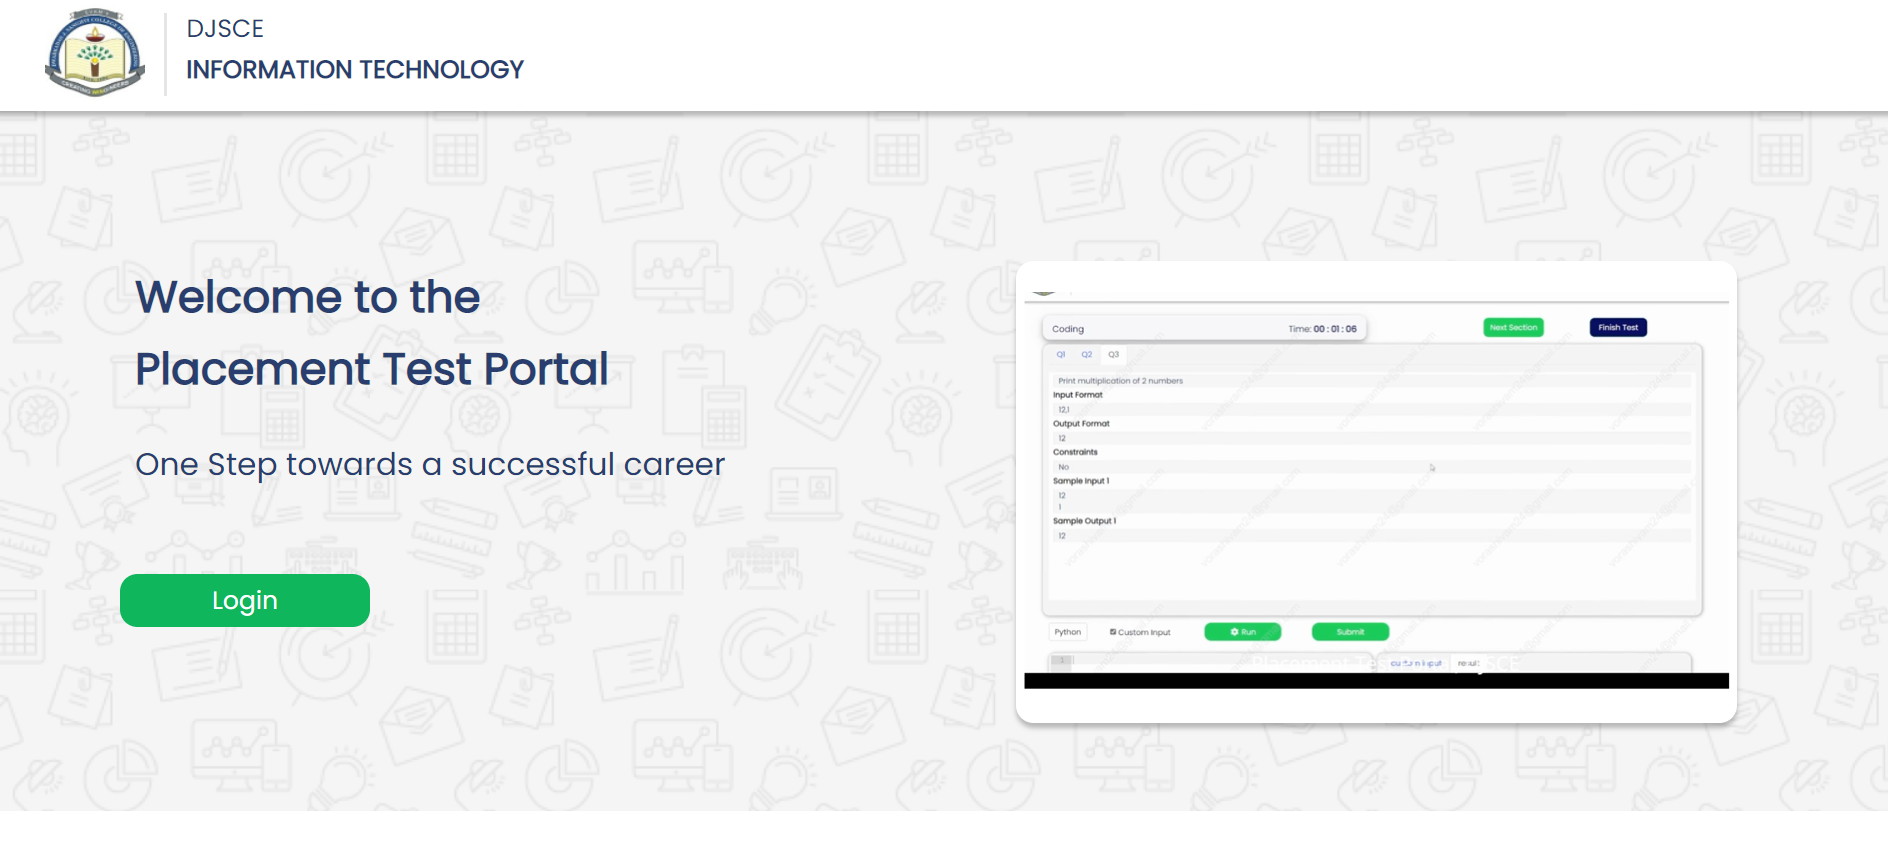 DJSCE
INFORMATION TECHNOLOGY
Welcome to the
Placement Test Portal
One Step towards a successful career
Login
Coding
Time: 00 : 01 : 06
Next Section
Finish Test
Q1 Q2 Q3
Print multiplication of 2 numbers
Input Format
12,1
Output Format
12
Constraints
No
Sample Input 1
12
1
Sample Output 1
12
Python
Custom Input
Run
Submit
1
custom input
result